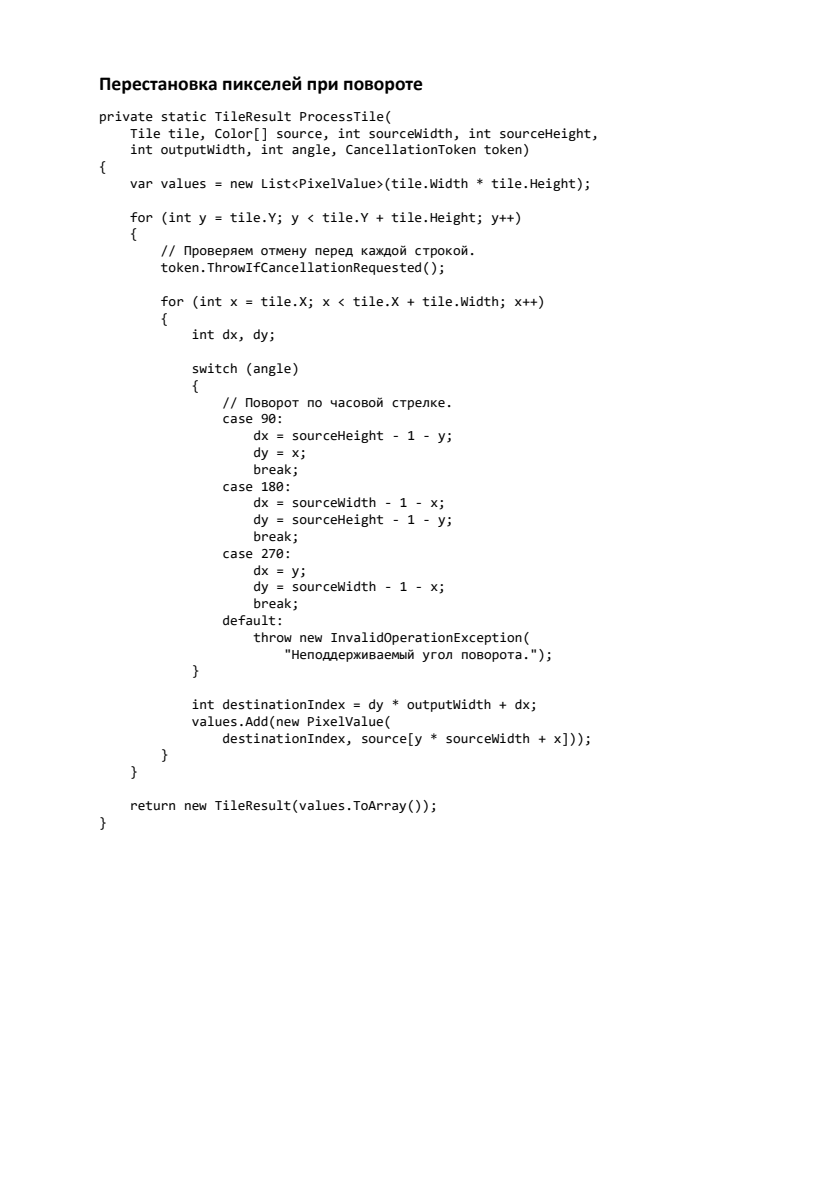 Перестановка пикселей при повороте
private static TileResult ProcessTile(
    Tile tile, Color[] source, int sourceWidth, int sourceHeight,
    int outputWidth, int angle, CancellationToken token)
{
    var values = new List<PixelValue>(tile.Width * tile.Height);

    for (int y = tile.Y; y < tile.Y + tile.Height; y++)
    {
        // Проверяем отмену перед каждой строкой.
        token.ThrowIfCancellationRequested();

        for (int x = tile.X; x < tile.X + tile.Width; x++)
        {
            int dx, dy;

            switch (angle)
            {
                // Поворот по часовой стрелке.
                case 90:
                    dx = sourceHeight - 1 - y;
                    dy = x;
                    break;
                case 180:
                    dx = sourceWidth - 1 - x;
                    dy = sourceHeight - 1 - y;
                    break;
                case 270:
                    dx = y;
                    dy = sourceWidth - 1 - x;
                    break;
                default:
                    throw new InvalidOperationException(
                        "Неподдерживаемый угол поворота.");
            }

            int destinationIndex = dy * outputWidth + dx;
            values.Add(new PixelValue(
                destinationIndex, source[y * sourceWidth + x]));
        }
    }

    return new TileResult(values.ToArray());
}